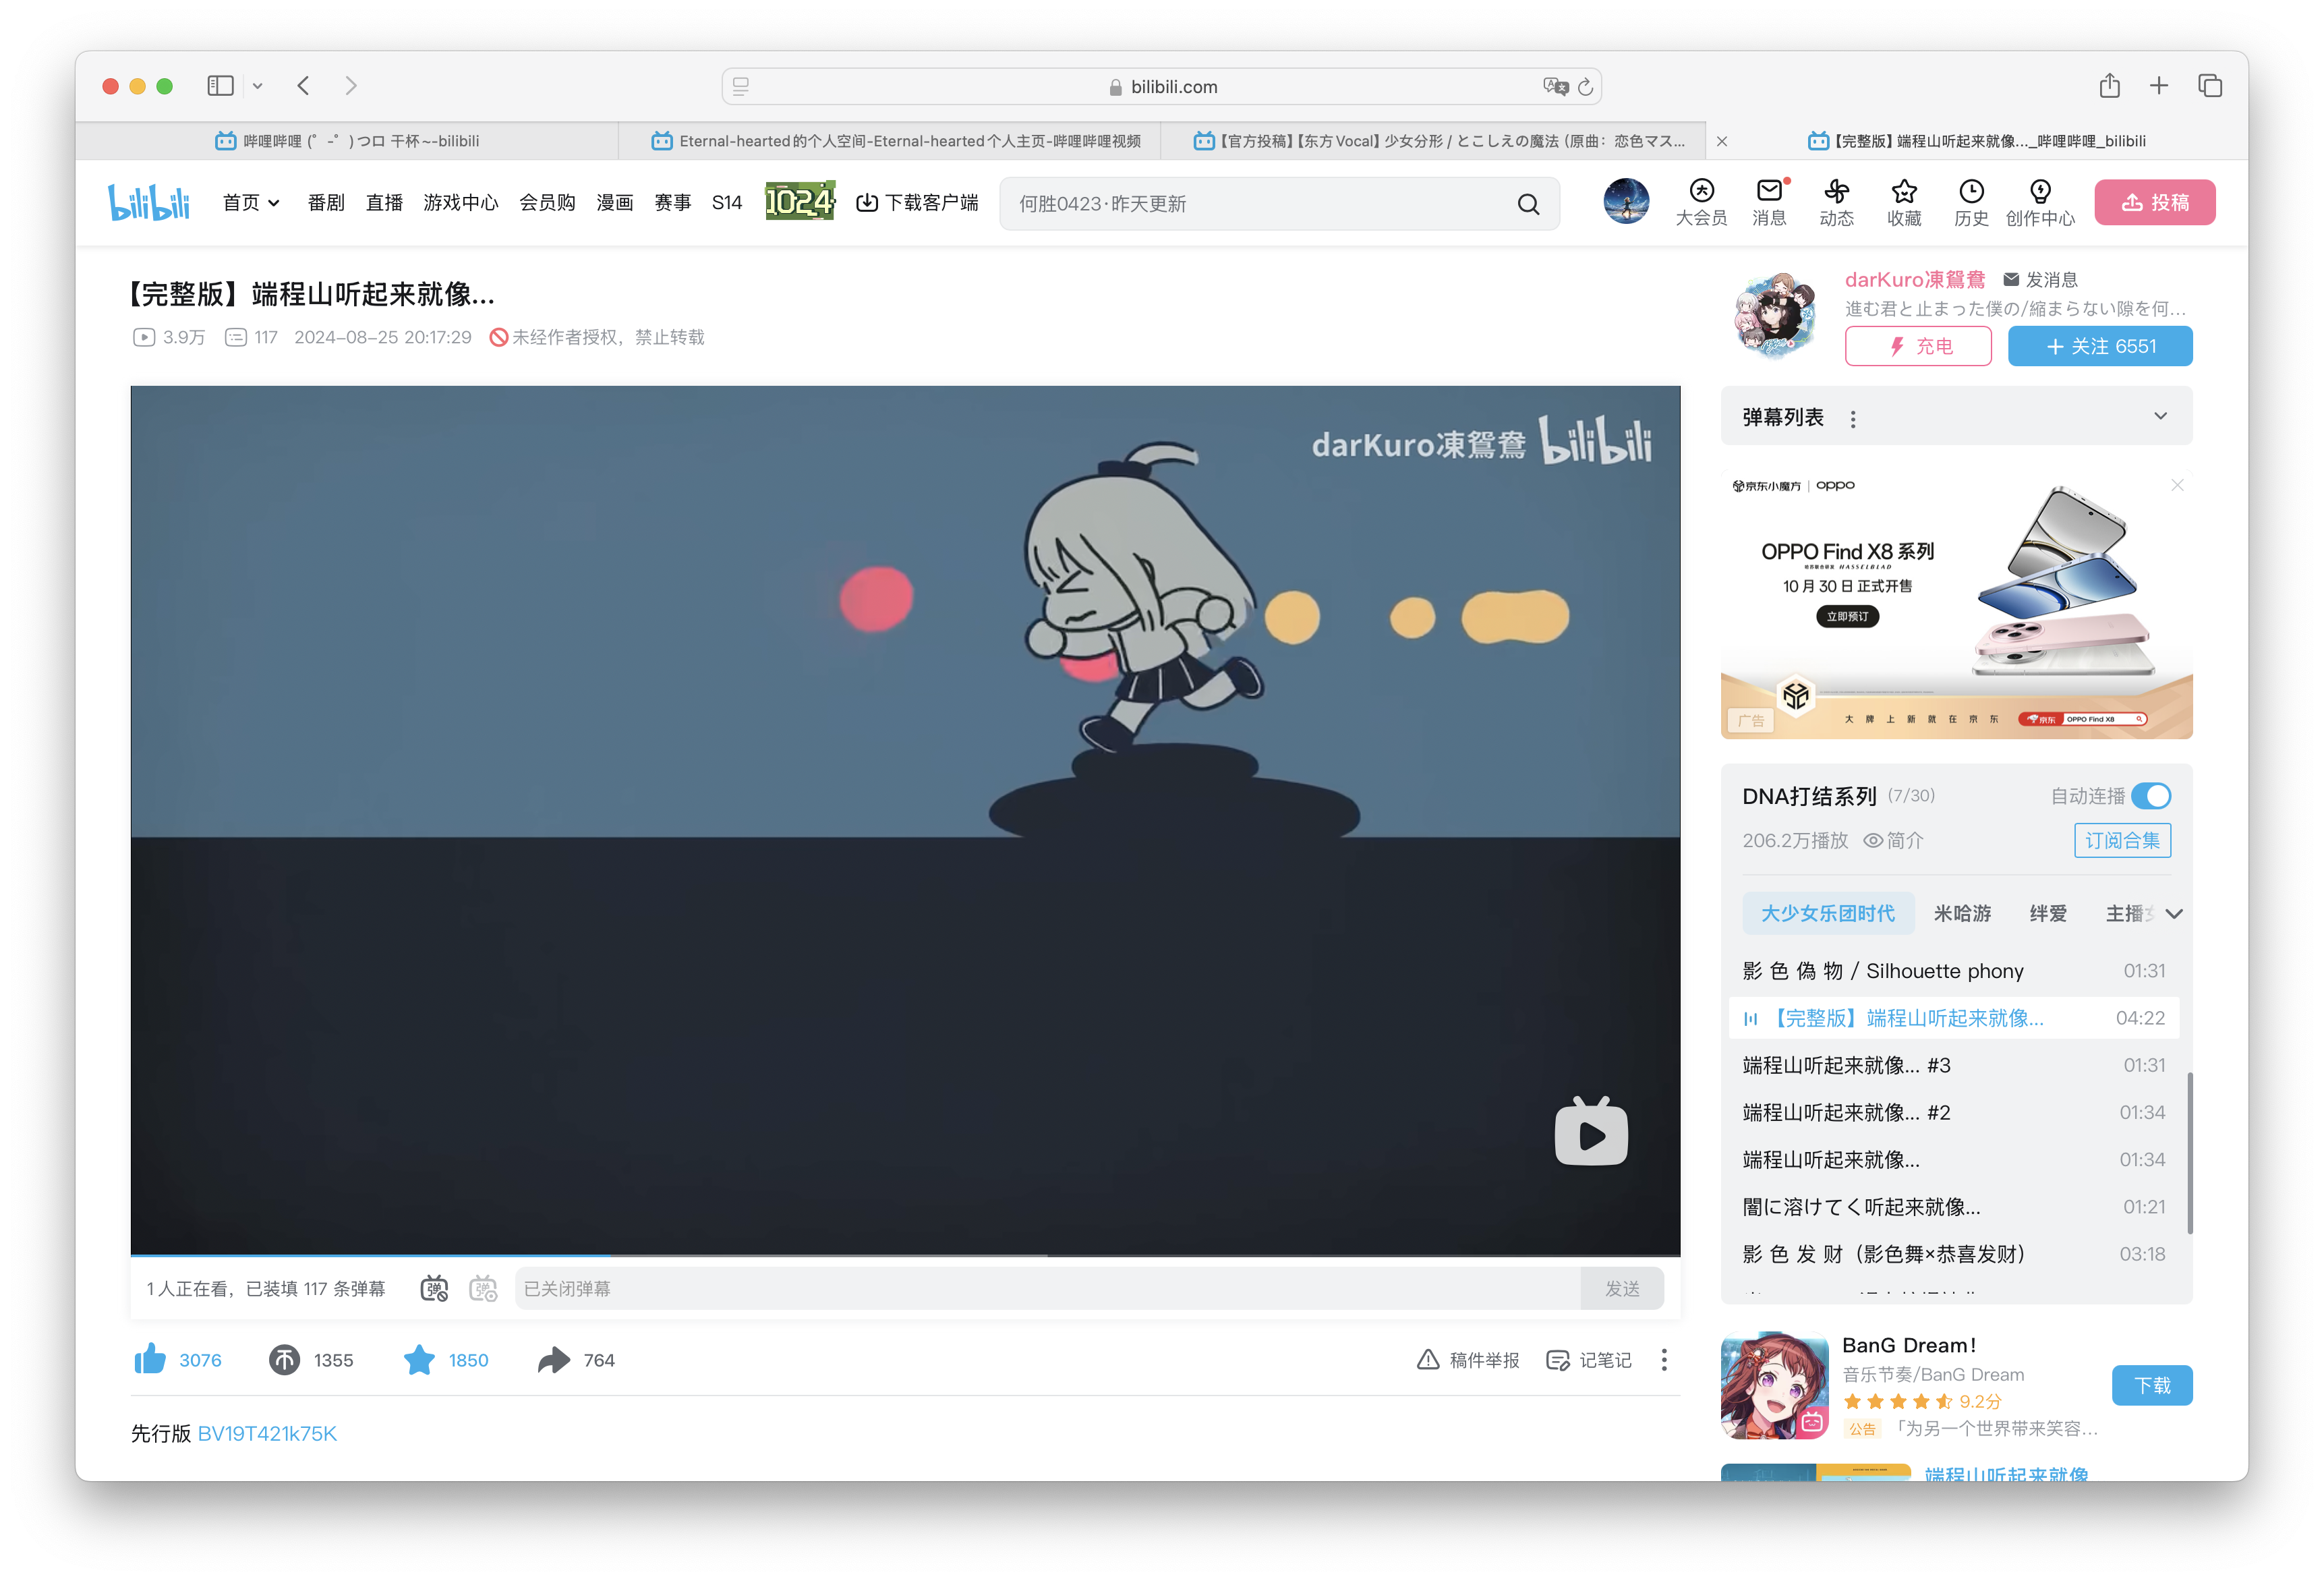 bilibili.com
哔哩哔哩 (゜-゜)つロ 干杯~-bilibili
Eternal-hearted的个人空间-Eternal-hearted个人主页-哔哩哔哩视频
【官方投稿】【东方Vocal】少女分形 / とこしえの魔法 (原曲：恋色マス...
【完整版】端程山听起来就像..._哔哩哔哩_bilibili
bilibili
首页
番剧
直播
游戏中心
会员购
漫画
赛事
S14
1024
下载客户端
何胜0423·昨天更新
大会员
消息
动态
收藏
历史
创作中心
投稿
【完整版】端程山听起来就像...
3.9万 117 2024-08-25 20:17:29 未经作者授权，禁止转载
darKuro凍鴛鴦 发消息
進む君と止まった僕の/縮まらない隙を何...
充电
+ 关注 6551
darKuro凍鴛鴦 bilibili
弹幕列表
京东小魔方 | oppo
OPPO Find X8 系列
HASSELBLAD
10 月 30 日 正式开售
立即预订
广告
大 牌 上 新 就 在 京 东
京东 OPPO Find X8
DNA打结系列 (7/30)
自动连播
206.2万播放 简介
订阅合集
大少女乐团时代 米哈游 绊爱 主播女
影 色 偽 物 / Silhouette phony 01:31
【完整版】端程山听起来就像... 04:22
端程山听起来就像... #3 01:31
端程山听起来就像... #2 01:34
端程山听起来就像... 01:34
闇に溶けてく听起来就像... 01:21
影 色 发 财（影色舞×恭喜发财） 03:18
1人正在看，已装填 117 条弹幕
弹
弹
已关闭弹幕
发送
3076 1355 1850 764
稿件举报
记笔记
先行版 BV19T421k75K
BanG Dream！
音乐节奏/BanG Dream
9.2分
公告 「为另一个世界带来笑容...
下载
端程山听起来就像